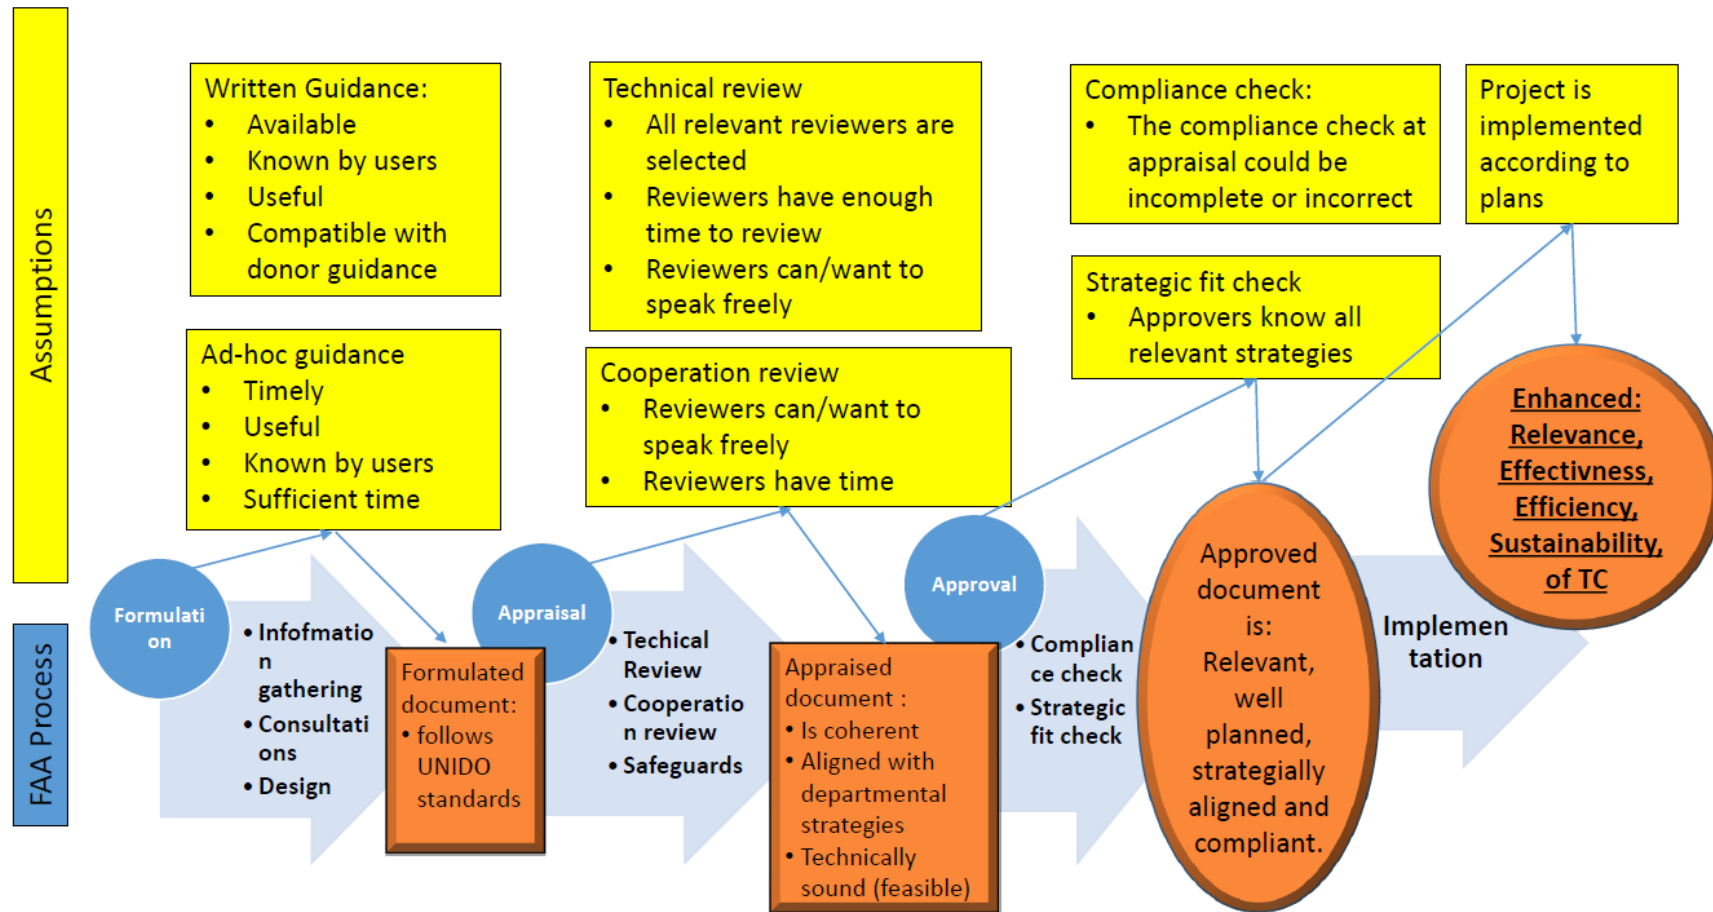 Assumptions
Written Guidance:
• Available
• Known by users
• Useful
• Compatible with
donor guidance
Ad-hoc guidance
• Timely
• Useful
• Known by users
• Sufficient time
Technical review
• All relevant reviewers are
selected
• Reviewers have enough
time to review
• Reviewers can/want to
speak freely
Cooperation review
• Reviewers can/want to
speak freely
• Reviewers have time
Compliance check:
• The compliance check at
appraisal could be
incomplete or incorrect
Strategic fit check
• Approvers know all
relevant strategies
Project is
implemented
according to
plans
Enhanced:
Relevance,
Effectivness,
Efficiency,
Sustainability,
of TC
FAA Process
Formulati
on
• Infofmatio
n
gathering
• Consultati
ons
• Design
Formulated
document:
• follows
UNIDO
standards
Appraisal
• Techical
Review
• Cooperatio
n review
• Safeguards
Appraised
document :
• Is coherent
• Aligned with
departmental
strategies
• Technically
sound (feasible)
Approval
• Complian
ce check
• Strategic
fit check
Approved
document
is:
Relevant,
well
planned,
strategially
aligned and
compliant.
Implemen
tation